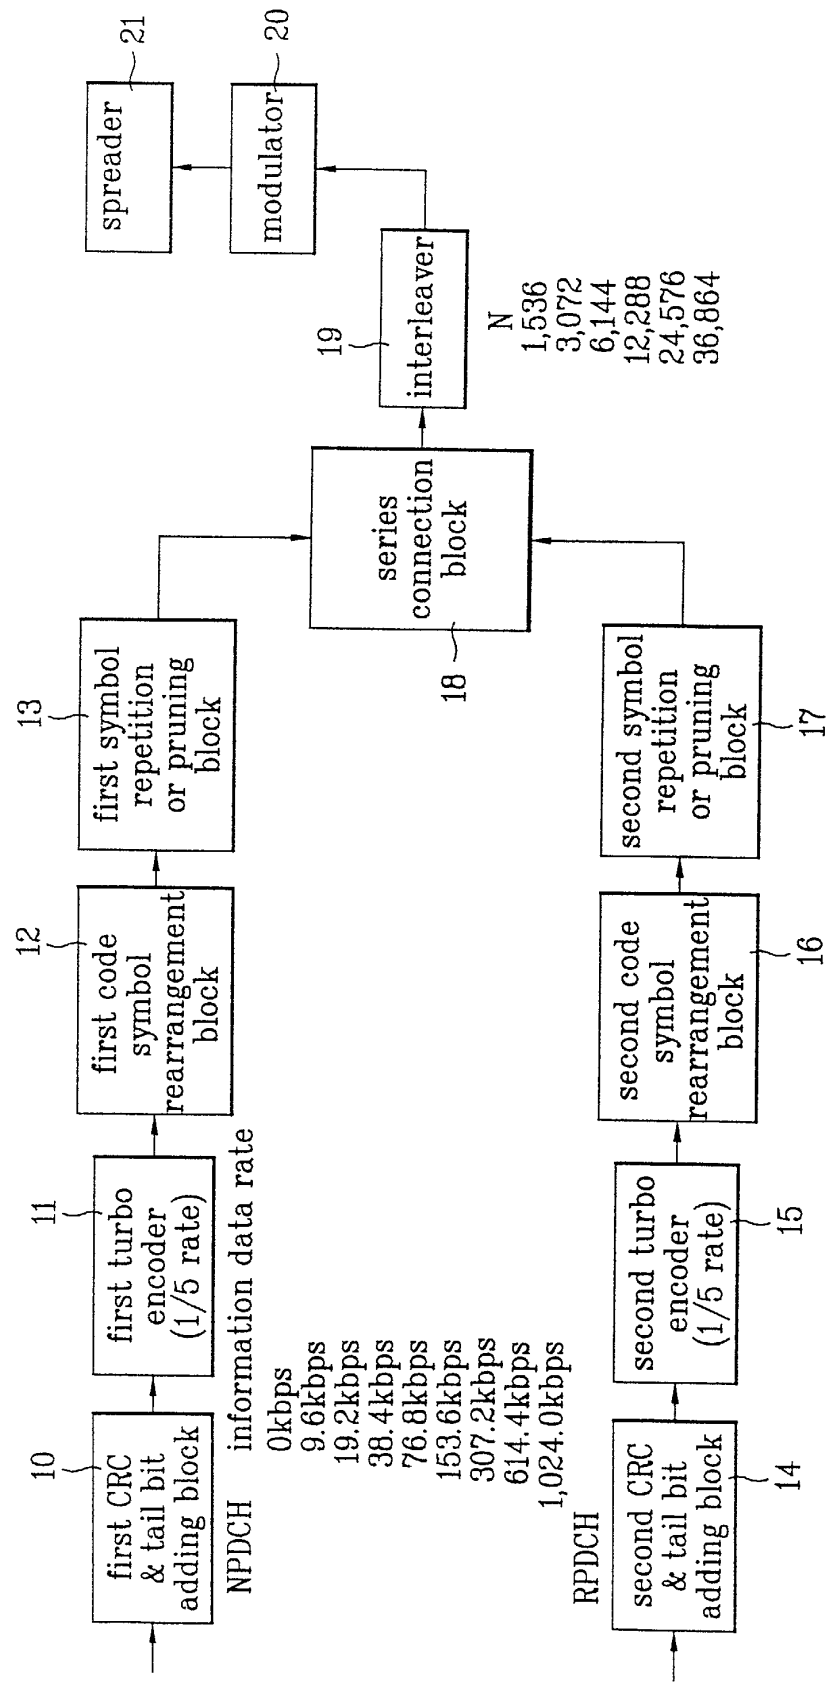 10
first CRC
& tail bit
adding block
NPDCH
11
first turbo
encoder
(1/5 rate)
12
first code
symbol
rearrangement
block
13
first symbol
repetition
or pruning
block
information data rate
0kbps
9.6kbps
19.2kbps
38.4kbps
76.8kbps
153.6kbps
307.2kbps
614.4kbps
1,024.0kbps
RPDCH
second CRC
& tail bit
adding block
14
second turbo
encoder
(1/5 rate)
15
second code
symbol
rearrangement
block
16
second symbol
repetition
or pruning
block
17
series
connection
block
18
19
interleaver
N
1,536
3,072
6,144
12,288
24,576
36,864
modulator
20
spreader
21